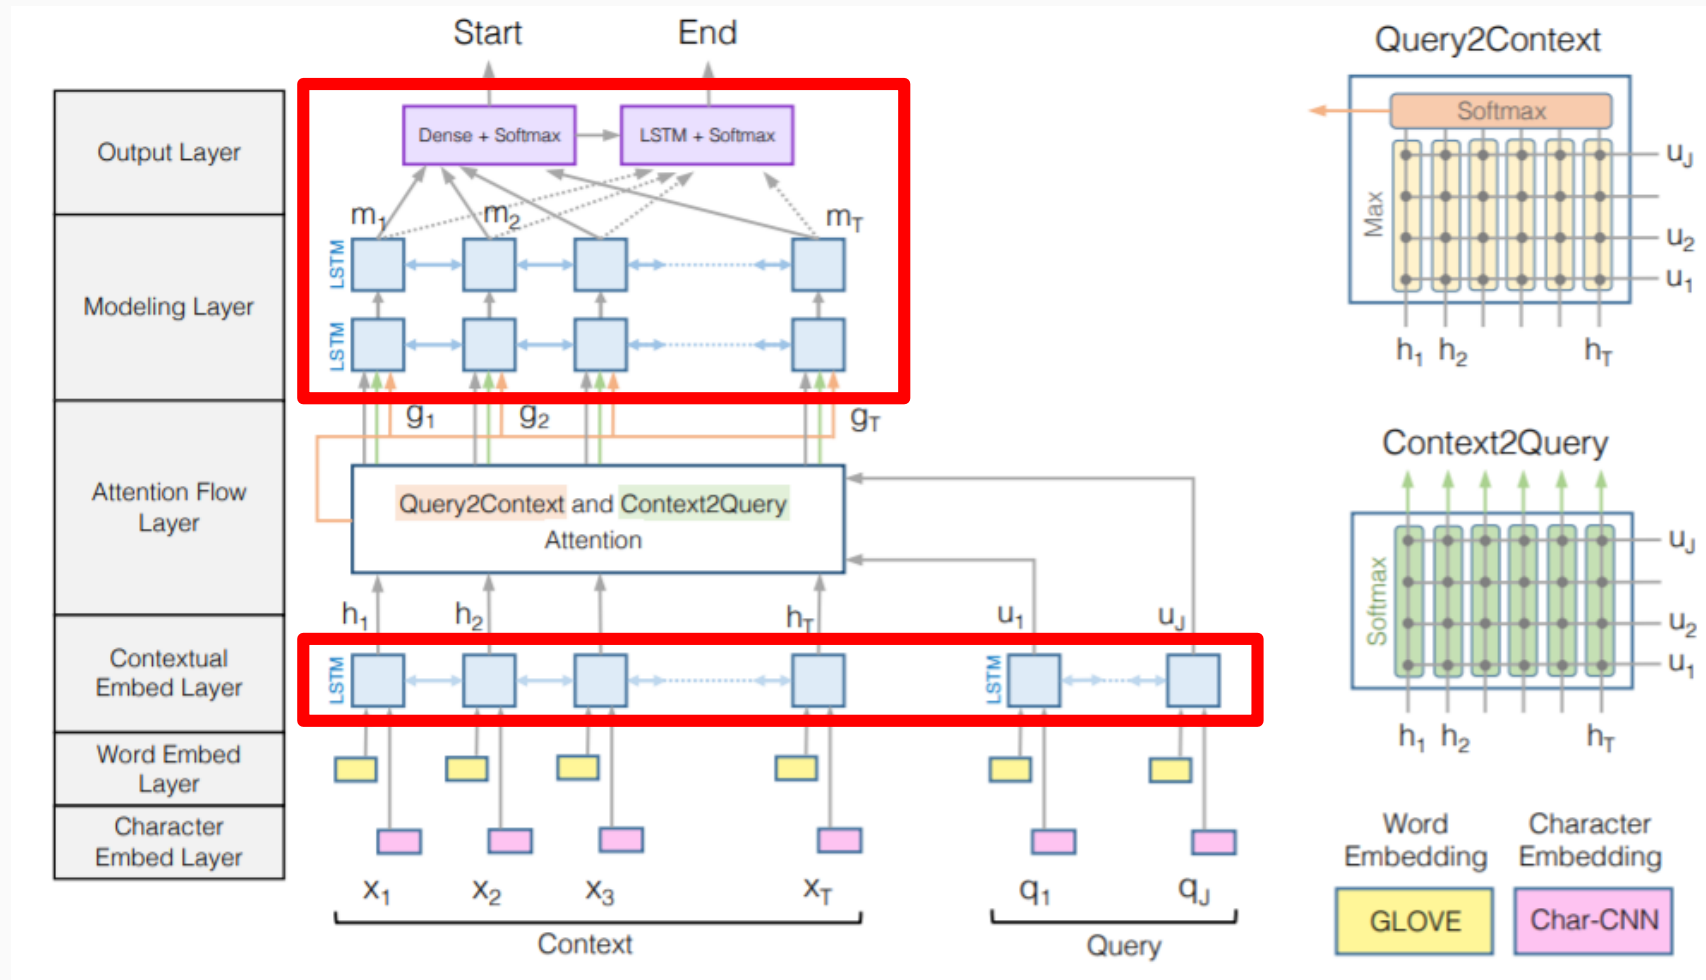 Start
End
Output Layer
Dense + Softmax
LSTM + Softmax
m1
m2
mT
Modeling Layer
LSTM
LSTM
g1
g2
gT
Attention Flow
Layer
Query2Context and Context2Query
Attention
h1
h2
hT
u1
uJ
Contextual
Embed Layer
LSTM
LSTM
Word Embed
Layer
Character
Embed Layer
x1
x2
x3
xT
q1
qJ
Context
Query
Query2Context
Softmax
Max
uJ
u2
u1
h1
h2
hT
Context2Query
Softmax
uJ
u2
u1
h1
h2
hT
Word
Embedding
Character
Embedding
GLOVE
Char-CNN